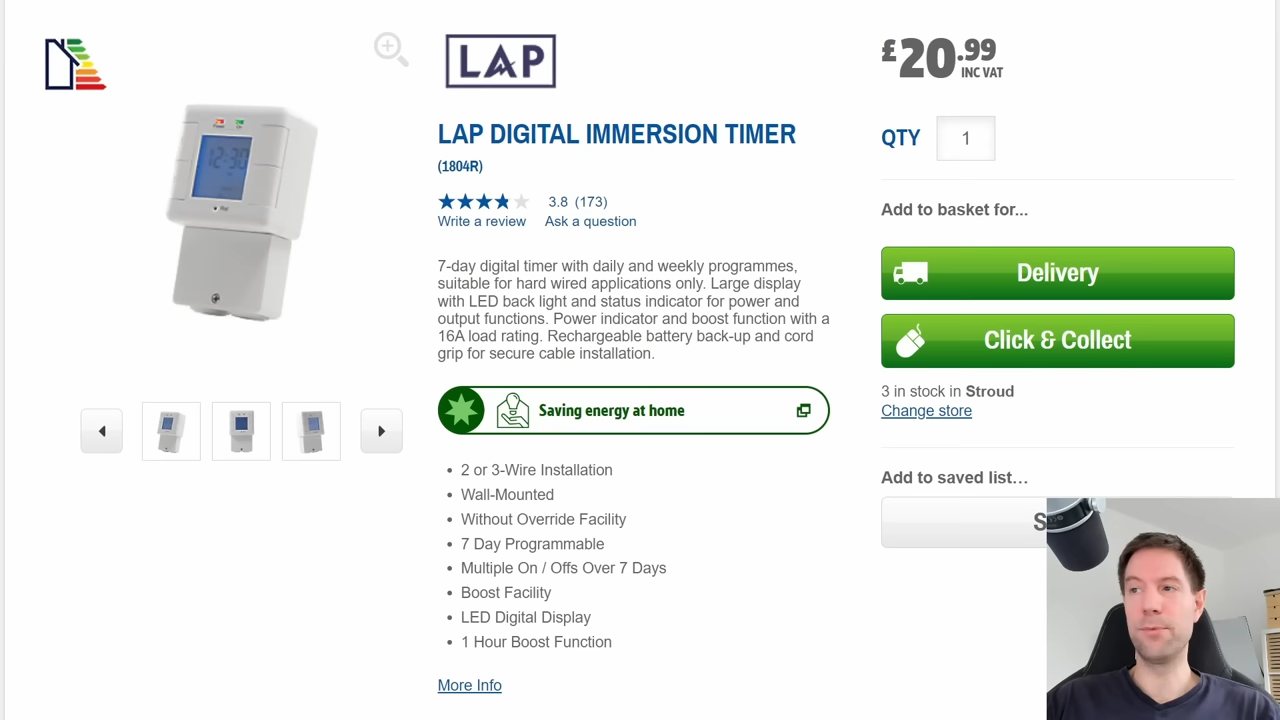 LAP
LAP DIGITAL IMMERSION TIMER
(1804R)
3.8 (173)
Write a review Ask a question
7-day digital timer with daily and weekly programmes,
suitable for hard wired applications only. Large display
with LED back light and status indicator for power and
output functions. Power indicator and boost function with a
16A load rating. Rechargeable battery back-up and cord
grip for secure cable installation.
Saving energy at home
2 or 3-Wire Installation
Wall-Mounted
Without Override Facility
7 Day Programmable
Multiple On / Offs Over 7 Days
Boost Facility
LED Digital Display
1 Hour Boost Function
More Info
£20.99
INC VAT
QTY 1
Add to basket for...
Delivery
Click & Collect
3 in stock in Stroud
Change store
Add to saved list...
12:30